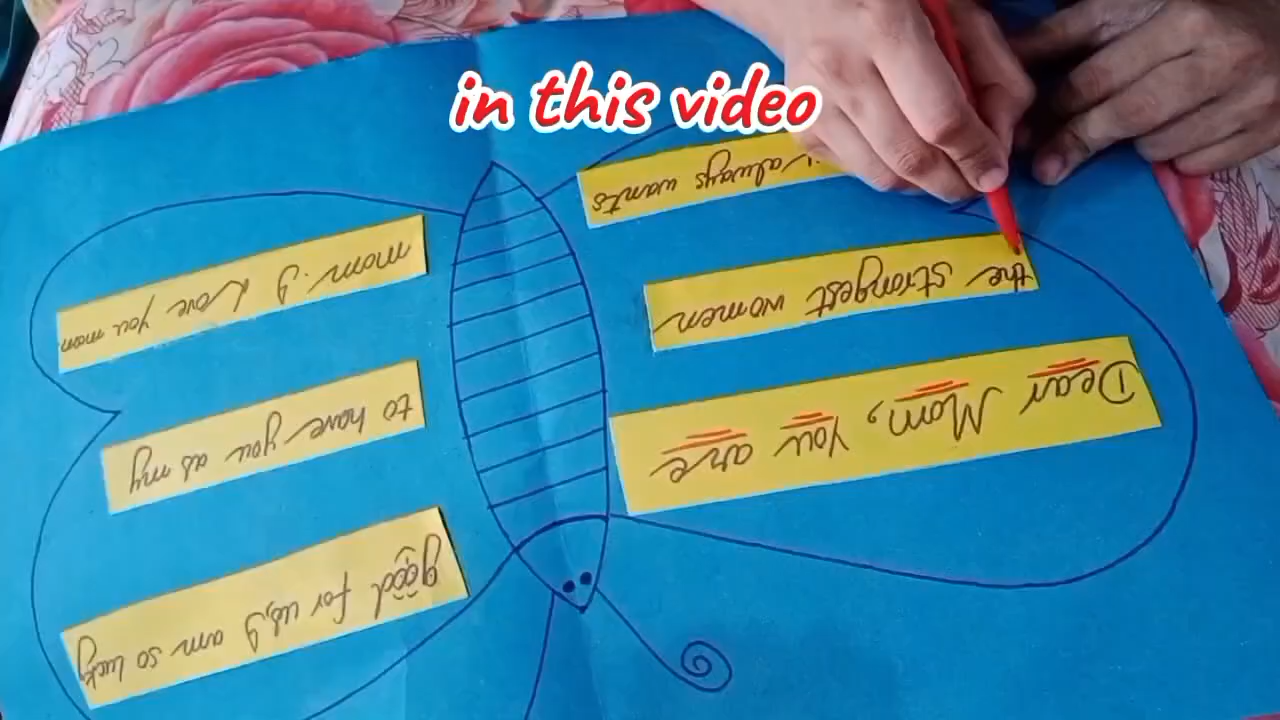 in this video
Dear Mom, You are
the strongest women
always wants
good for us, I am so lucky
to have you as my
mom. I Love you mom